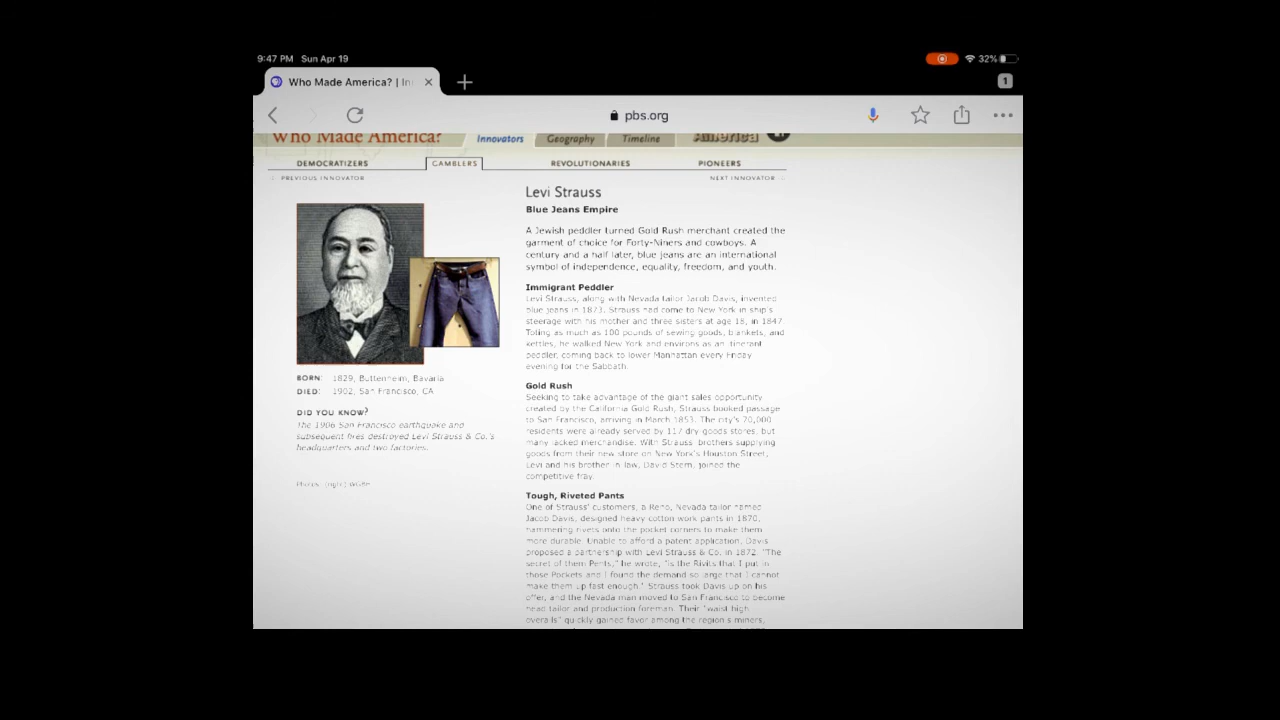 9:47 PM Sun Apr 19
32%
Who Made America? | In
1
pbs.org
Who Made America?
Innovators
Geography
Timeline
America
DEMOCRATIZERS
GAMBLERS
REVOLUTIONARIES
PIONEERS
PREVIOUS INNOVATOR
NEXT INNOVATOR
BORN: 1829, Buttenheim, Bavaria
DIED: 1902, San Francisco, CA
DID YOU KNOW?
The 1906 San Francisco earthquake and
subsequent fires destroyed Levi Strauss & Co.'s
headquarters and two factories.
Photos: (right) WGBH
Levi Strauss
Blue Jeans Empire
A Jewish peddler turned Gold Rush merchant created the
garment of choice for Forty-Niners and cowboys. A
century and a half later, blue jeans are an international
symbol of independence, equality, freedom, and youth.
Immigrant Peddler
Levi Strauss, along with Nevada tailor Jacob Davis, invented
blue jeans in 1873. Strauss had come to New York in ship's
steerage with his mother and three sisters at age 18, in 1847
Toting as much as 100 pounds of sewing goods, blankets, and
kettles, he walked New York and environs as an itinerant
peddler, coming back to lower Manhattan every Friday
evening for the Sabbath.
Gold Rush
Seeking to take advantage of the giant sales opportunity
created by the California Gold Rush, Strauss booked passage
to San Francisco, arriving in March 1853. The city's 70,000
residents were already served by 117 dry goods stores, but
many lacked merchandise. With Strauss' brothers supplying
goods from their new store on New York's Houston Street,
Levi and his brother in law, David Stern, joined the
competitive fray.
Tough, Riveted Pants
One of Strauss' customers, a Reno, Nevada tailor named
Jacob Davis, designed heavy cotton work pants in 1870,
hammering rivets onto the pocket corners to make them
more durable. Unable to afford a patent application, Davis
proposed a partnership with Levi Strauss & Co. in 1872. "The
secret of them Pents," he wrote, "is the Rivits that I put in
those Pockets and I found the demand so large that I cannot
make them up fast enough." Strauss took Davis up on his
offer, and the Nevada man moved to San Francisco to become
head tailor and production foreman. Their "waist high
overalls" quickly gained favor among the region's miners,